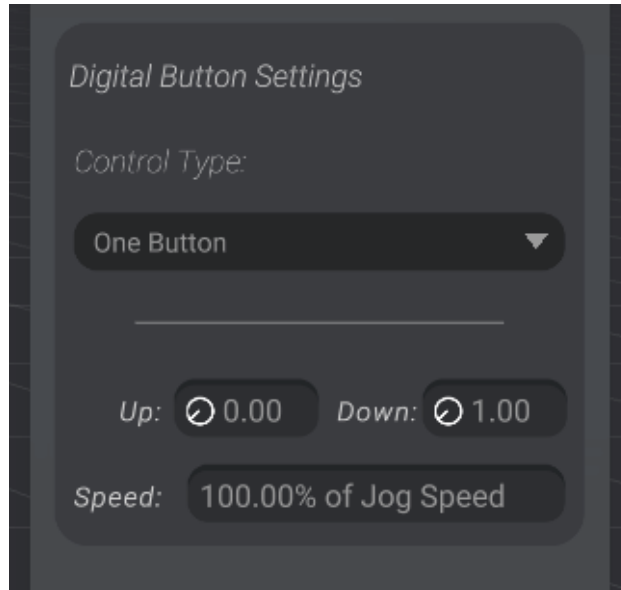 Digital Button Settings
Control Type:
One Button
Up: 0.00 Down: 1.00
Speed: 100.00% of Jog Speed